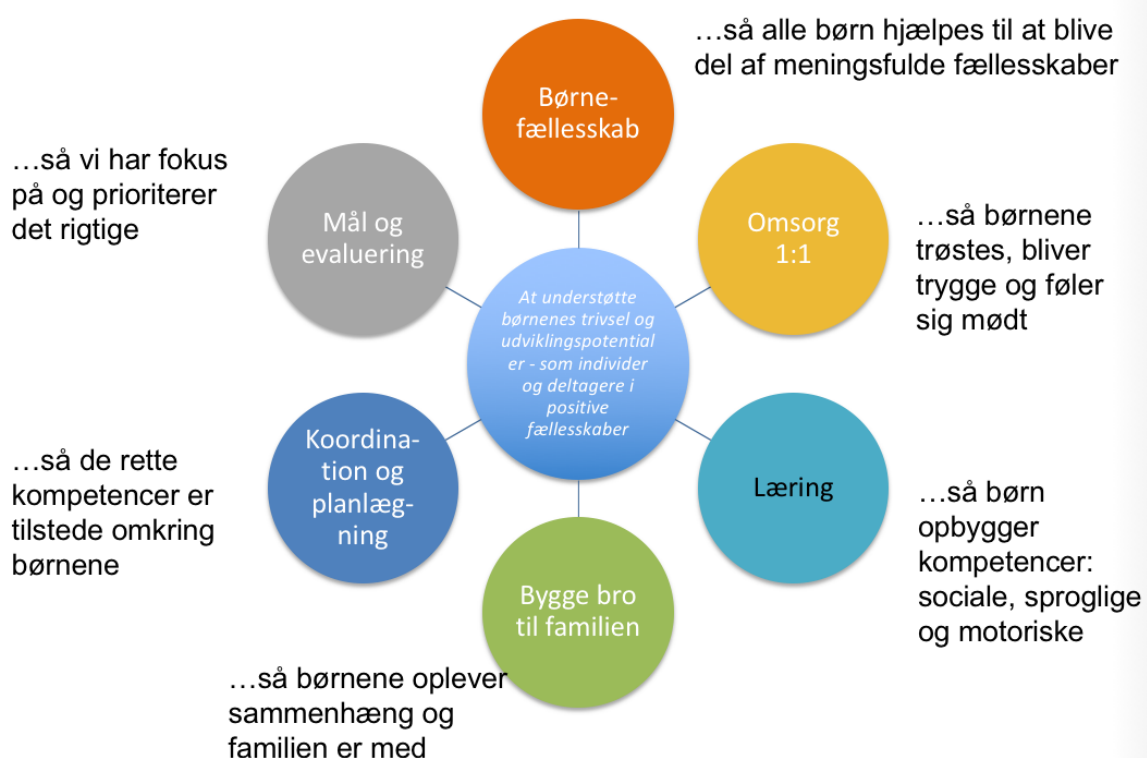 …så alle børn hjælpes til at blive
del af meningsfulde fællesskaber
Børne-
fællesskab
…så vi har fokus
på og prioriterer
det rigtige
Mål og
evaluering
Omsorg
1:1
…så børnene
trøstes, bliver
trygge og føler
sig mødt
At understøtte
børnenes trivsel og
udviklingspotential
er - som individer
og deltagere i
positive
fællesskaber
…så de rette
kompetencer er
tilstede omkring
børnene
Koordina-
tion og
planlæg-
ning
Læring
…så børn
opbygger
kompetencer:
sociale, sproglige
og motoriske
Bygge bro
til familien
…så børnene oplever
sammenhæng og
familien er med